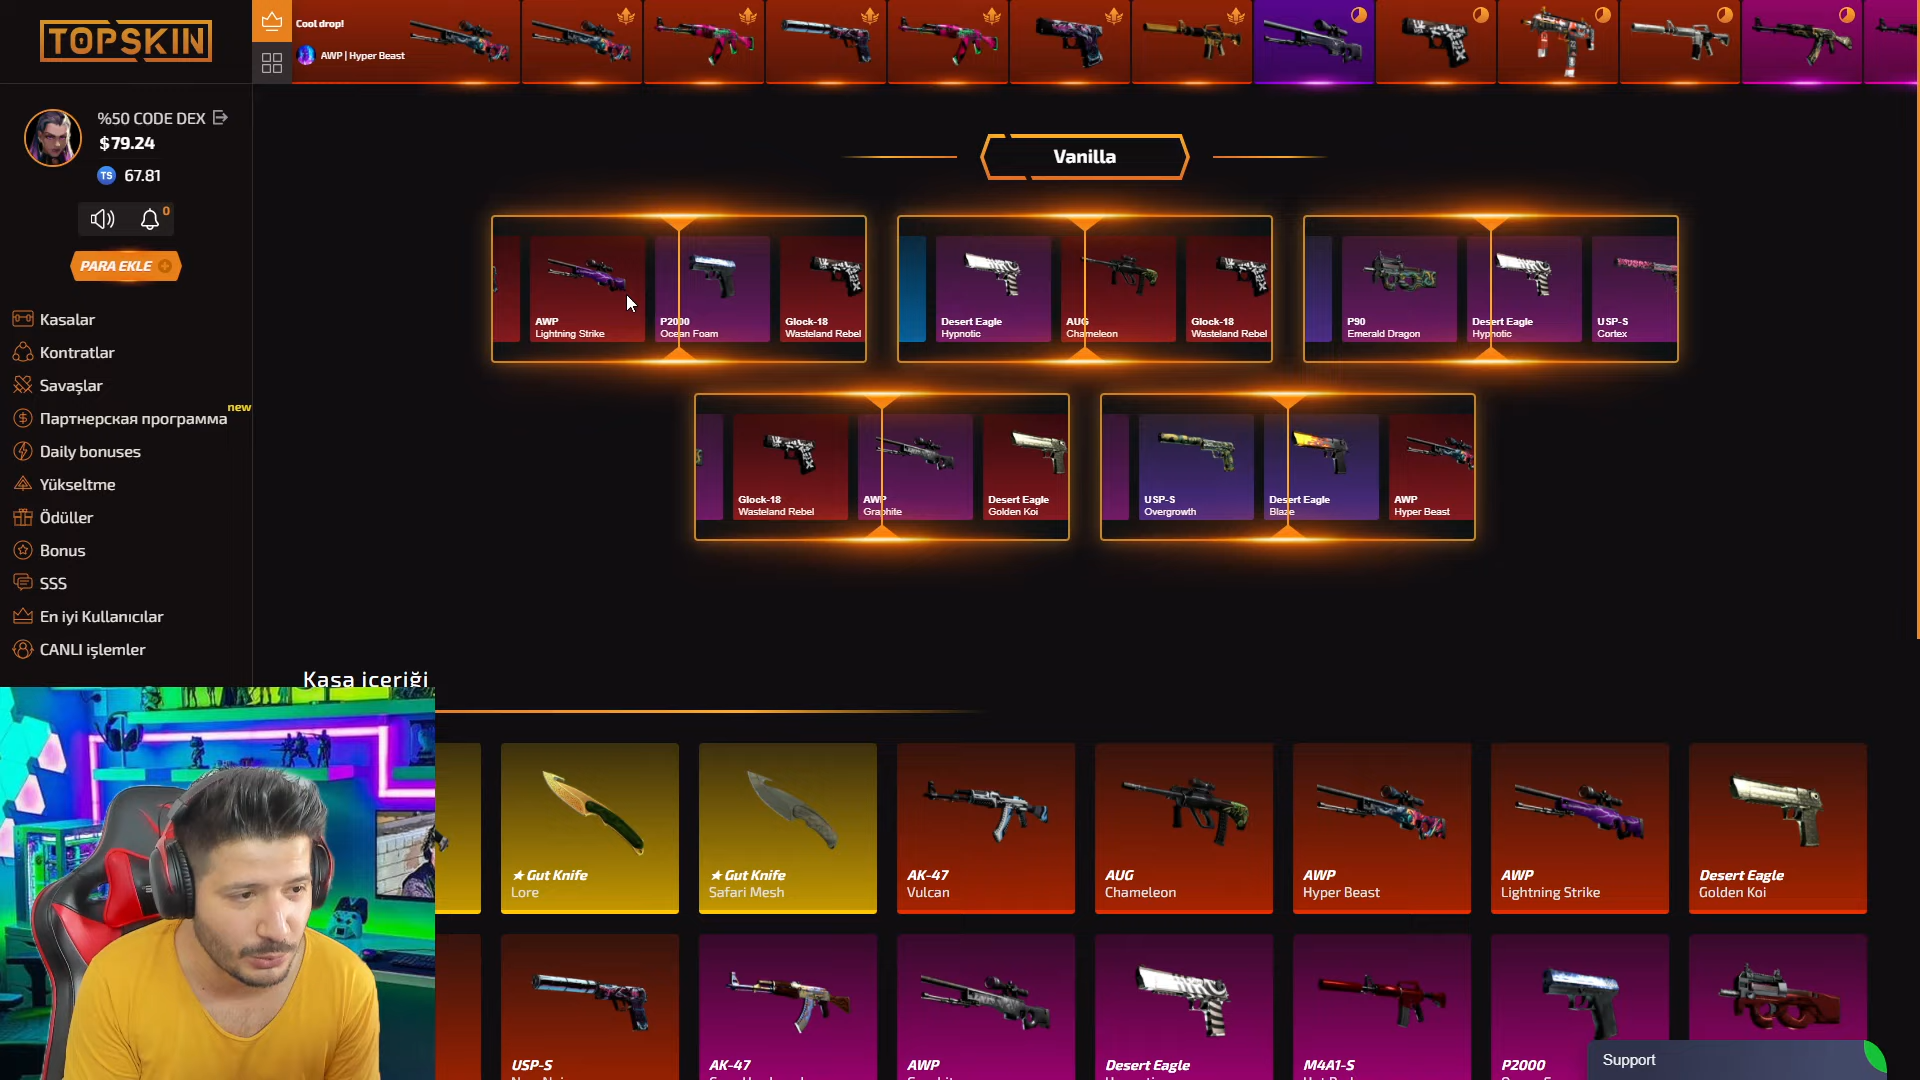 TOPSKIN
Cool drop!
AWP | Hyper Beast
%50 CODE DEX
$79.24
TS 67.81
0
PARA EKLE
Kasalar
Kontratlar
Savaşlar
Партнерская программа new
Daily bonuses
Yükseltme
Ödüller
Bonus
SSS
En iyi Kullanıcılar
CANLI işlemler
Vanilla
AWP
Lightning Strike
P2000
Ocean Foam
Glock-18
Wasteland Rebel
Desert Eagle
Hypnotic
AUG
Chameleon
Glock-18
Wasteland Rebel
P90
Emerald Dragon
Desert Eagle
Hypnotic
USP-S
Cortex
Glock-18
Wasteland Rebel
AWP
Graphite
Desert Eagle
Golden Koi
USP-S
Overgrowth
Desert Eagle
Blaze
AWP
Hyper Beast
Kasa içeriği
★ Gut Knife
Lore
★ Gut Knife
Safari Mesh
AK-47
Vulcan
AUG
Chameleon
AWP
Hyper Beast
AWP
Lightning Strike
Desert Eagle
Golden Koi
USP-S
AK-47
AWP
Desert Eagle
M4A1-S
P2000
Support